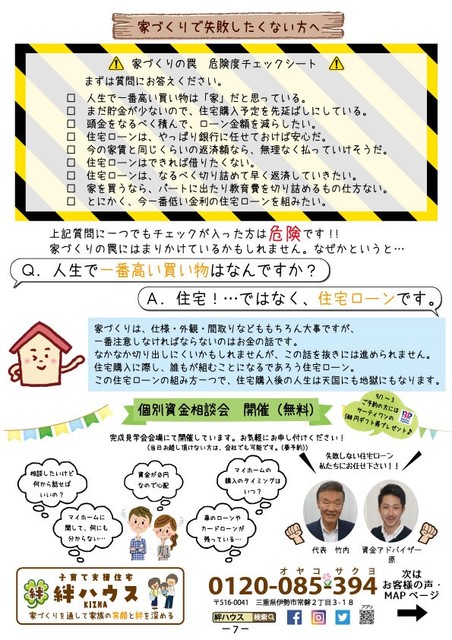 家づくりで失敗したくない方へ
家づくりの罠 危険度チェックシート
まずは質問にお答えください。
□ 人生で一番高い買い物は「家」だと思っている。
□ まだ貯金が少ないので、住宅購入予定を先延ばしにしている。
□ 頭金をなるべく積んで、ローン金額を減らしたい。
□ 住宅ローンは、やっぱり銀行に任せておけば安心だ。
□ 今の家賃と同じくらいの返済額なら、無理なく払っていけそうだ。
□ 住宅ローンはできれば借りたくない。
□ 住宅ローンは、なるべく切り詰めて早く返済していきたい。
□ 家を買うなら、パートに出たり教育費を切り詰めるもの仕方ない。
□ とにかく、今一番低い金利の住宅ローンを組みたい。
上記質問に一つでもチェックが入った方は危険です!!
家づくりの罠にはまりかけているかもしれません。なぜかというと…
Q. 人生で一番高い買い物はなんですか?
A. 住宅!…ではなく、住宅ローンです。
家づくりは、仕様・外観・間取りなどももちろん大事ですが、
一番注意しなければならないのはお金の話です。
なかなか切り出しにくいかもしれませんが、この話を抜きには進められません。
住宅購入に際し、誰もが組むことになるであろう住宅ローン。
この住宅ローンの組み方一つで、住宅購入後の人生は天国にも地獄にもなります。
個別資金相談会 開催(無料)
ご予約の方には
サーティワンの
ギフト券プレゼント♪
完成見学会会場にて開催しています。お気軽にお申し付けください!
(当日お越し頂けない方は、会社でも可能です。(要予約))
相談したいけど
何から話せば
いいの?
資金が0円
なので心配
マイホームの
購入のタイミングは
いつ?
マイホームに
関して、何にも
分からない…
車のローンや
カードローンが
残っている…
失敗しない住宅ローン
私たちにお任せ下さい!!
代表 竹内
資金アドバイザー
原
子育て支援住宅
絆 絆ハウス
KIZNA
家づくりを通して家族の笑顔と絆を深める
オヤコサクヨ
0120-085-394
〒516-0041 三重県伊勢市常磐2丁目3-18
絆ハウス 検索
アプリ
次は
お客様の声・
MAPページ
-7-